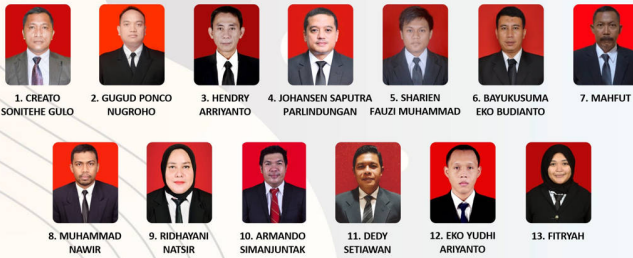 1. CREATO
SONITEHE GULO
2. GUGUD PONCO
NUGROHO
3. HENDRY
ARRIYANTO
4. JOHANSEN SAPUTRA
PARLINDUNGAN
5. SHARIEN
FAUZI MUHAMMAD
6. BAYUKUSUMA
EKO BUDIANTO
7. MAHFUT
8. MUHAMMAD
NAWIR
9. RIDHAYANI
NATSIR
10. ARMANDO
SIMANJUNTAK
11. DEDY
SETIAWAN
12. EKO YUDHI
ARIYANTO
13. FITRYAH